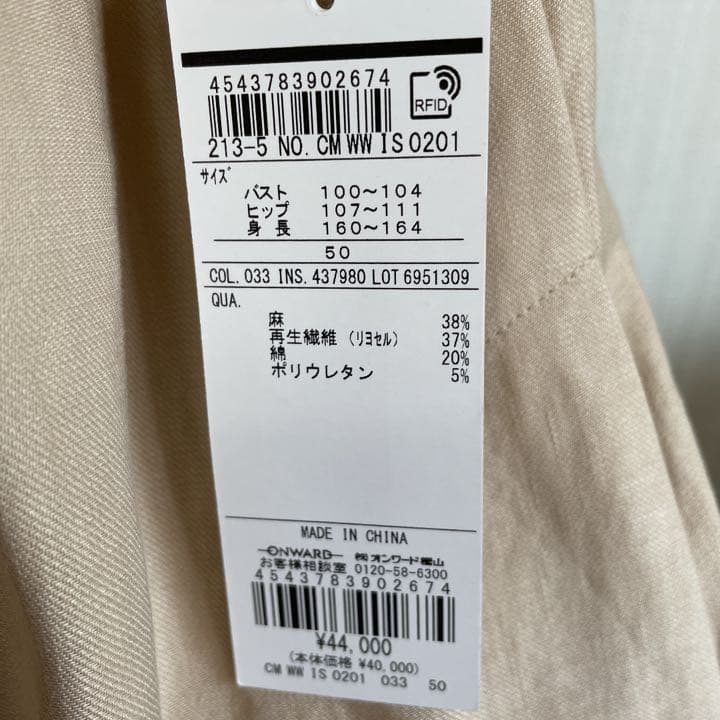 4543783902674
RFID
213-5 NO. CM WW IS 0201
サイズ
バスト 100～104
ヒップ 107～111
身長 160～164
50
COL. 033 INS. 437980 LOT 6951309
QUA.
麻 38%
再生繊維 (リヨセル) 37%
綿 20%
ポリウレタン 5%
MADE IN CHINA
ONWARD ㈱オンワード樫山
お客様相談室 0120-58-6300
4543783902674
¥44,000
(本体価格 ¥40,000)
CM WW IS 0201 033 50